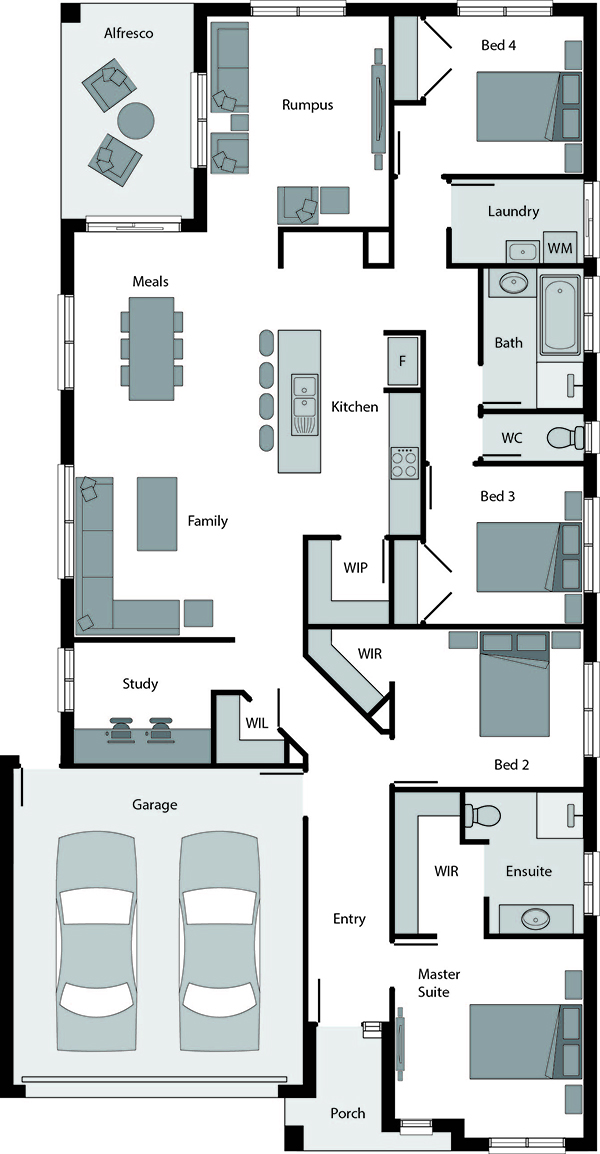 Alfresco
Rumpus
Bed 4
Laundry
WM
Meals
Bath
F
Kitchen
WC
Bed 3
Family
WIP
WIR
Study
WIL
Bed 2
Garage
WIR
Ensuite
Entry
Master
Suite
Porch